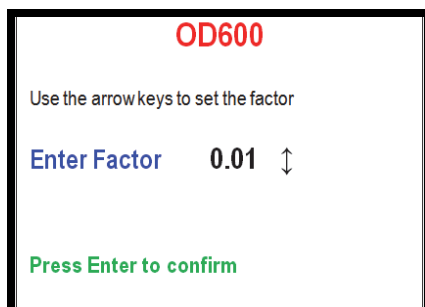 OD600
Use the arrow keys to set the factor
Enter Factor 0.01 ↕
Press Enter to confirm